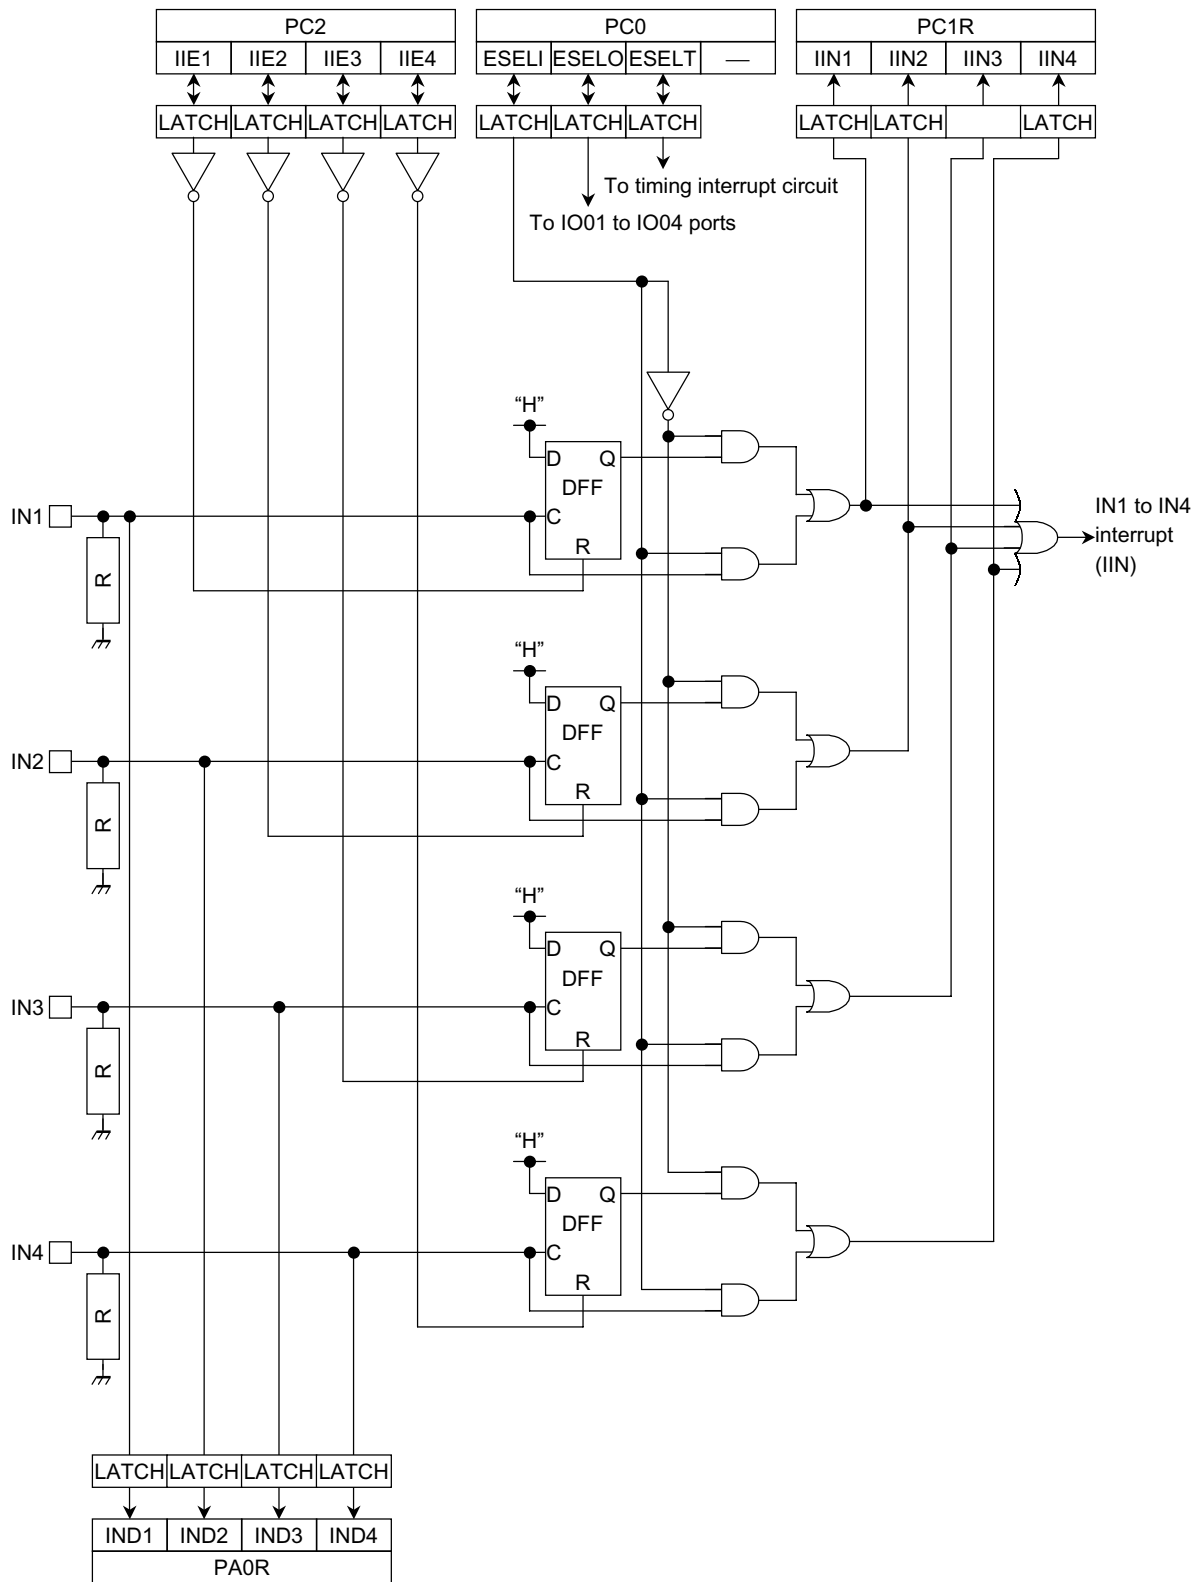 PC2 PC0 PC1R
IIE1 IIE2 IIE3 IIE4 ESELI ESELO ESELT — IIN1 IIN2 IIN3 IIN4
LATCH LATCH LATCH LATCH LATCH LATCH LATCH LATCH LATCH LATCH
To timing interrupt circuit
To IO01 to IO04 ports
“H”
D Q
DFF
IN1 C
R
R
IN1 to IN4
interrupt
(IIN)
“H”
D Q
DFF
IN2 C
R
R
“H”
D Q
DFF
IN3 C
R
R
“H”
D Q
DFF
IN4 C
R
R
LATCH LATCH LATCH LATCH
IND1 IND2 IND3 IND4
PA0R